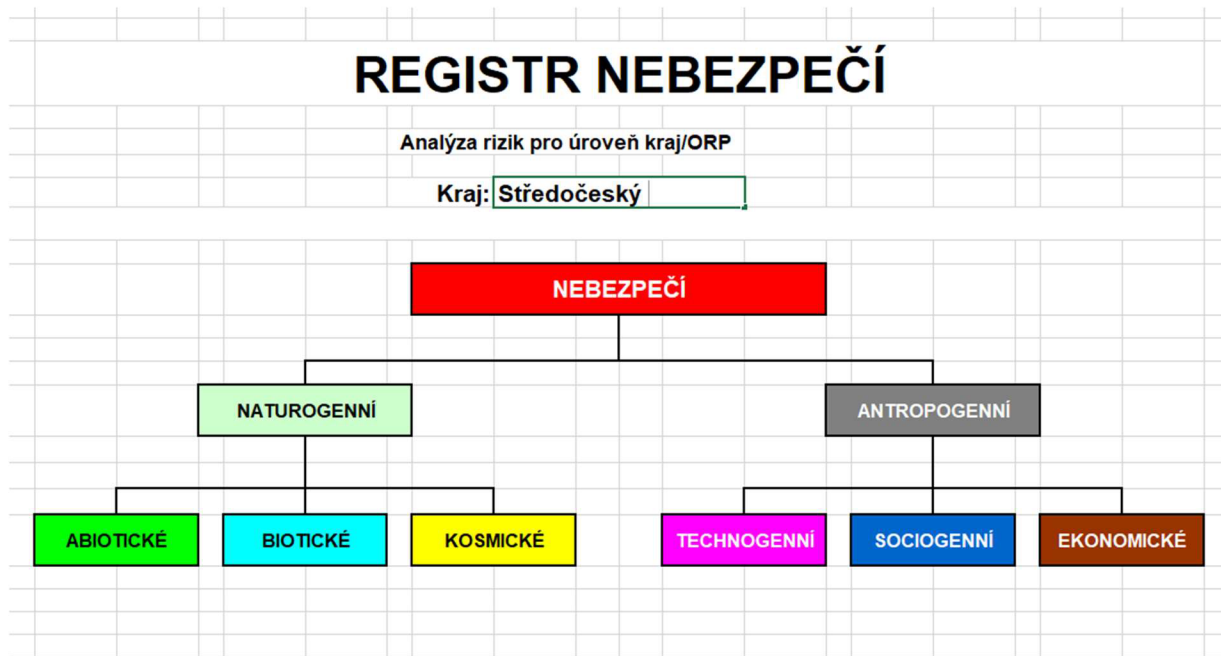 REGISTR NEBEZPEČÍ
Analýza rizik pro úroveň kraj/ORP
Kraj: Středočeský
NEBEZPEČÍ
NATUROGENNÍ
ANTROPOGENNÍ
ABIOTICKÉ
BIOTICKÉ
KOSMICKÉ
TECHNOGENNÍ
SOCIOGENNÍ
EKONOMICKÉ